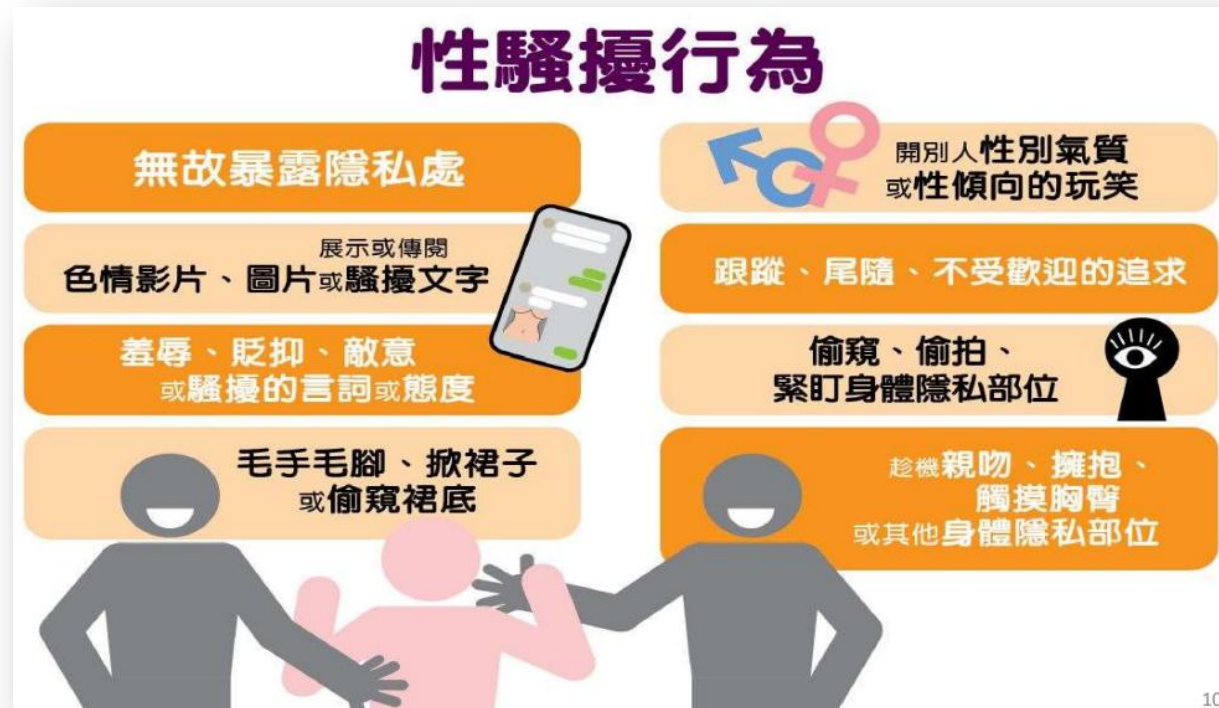 性騷擾行為
無故暴露隱私處
展示或傳閱
色情影片、圖片或騷擾文字
羞辱、貶抑、敵意
或騷擾的言詞或態度
毛手毛腳、掀裙子
或偷窺裙底
開別人性別氣質
或性傾向的玩笑
跟蹤、尾隨、不受歡迎的追求
偷窺、偷拍、
緊盯身體隱私部位
趁機親吻、擁抱、
觸摸胸臀
或其他身體隱私部位
10